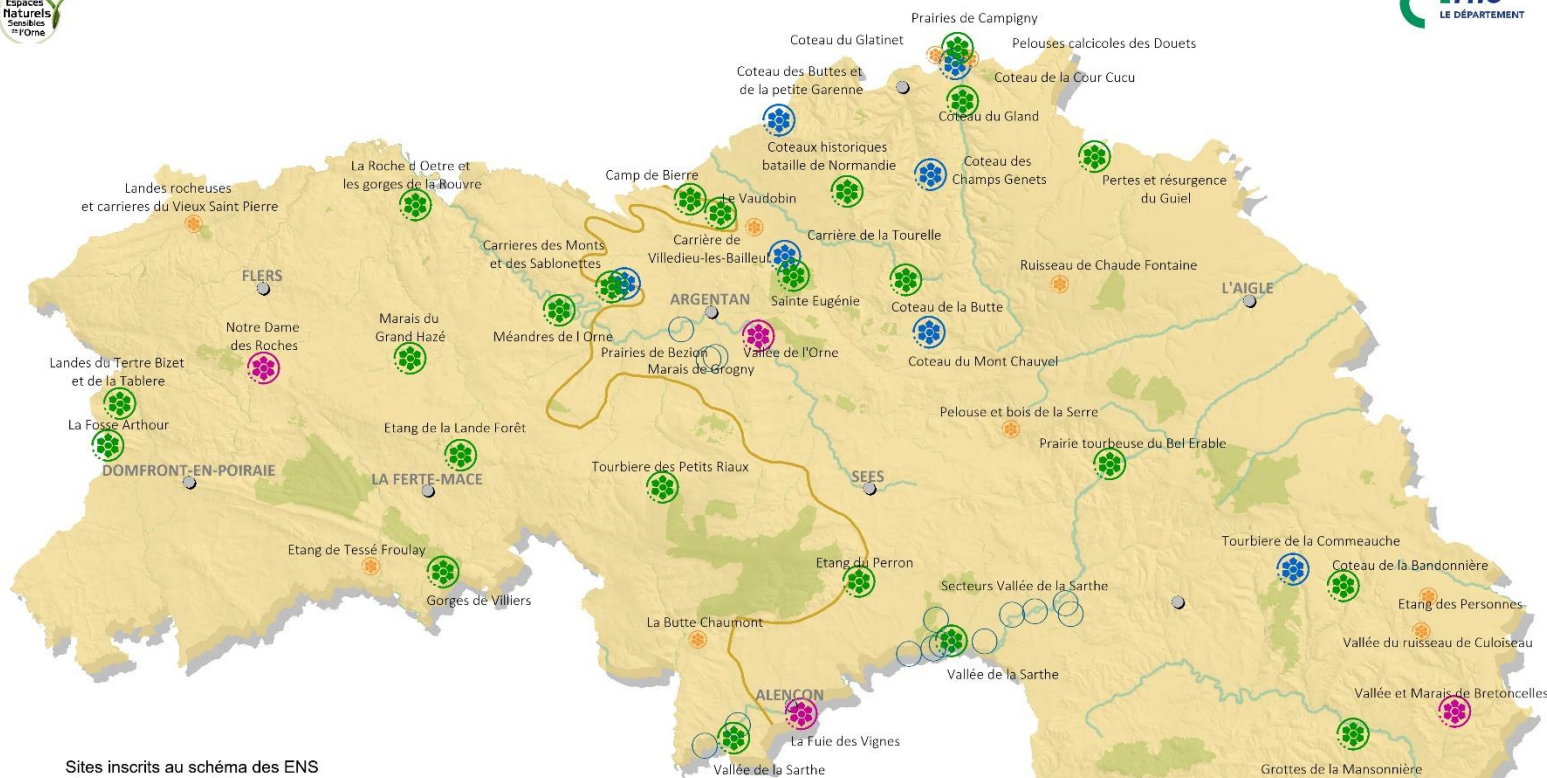 Espaces
Naturels
Sensibles
de l'Orne
LE DÉPARTEMENT
Prairies de Campigny
Coteau du Glatinet
Pelouses calcicoles des Douets
Coteau des Buttes et
de la petite Garenne
Coteau de la Cour Cucu
Coteau du Gland
Coteaux historiques
bataille de Normandie
Coteau des
Champs Genets
Pertes et résurgence
du Guiel
La Roche d Oetre et
les gorges de la Rouvre
Camp de Bierre
Le Vaudobin
Landes rocheuses
et carrieres du Vieux Saint Pierre
Carrieres des Monts
et des Sablonettes
Carrière de
Villedieu-les-Bailleul
Carrière de la Tourelle
Ruisseau de Chaude Fontaine
FLERS
ARGENTAN
Sainte Eugénie
Coteau de la Butte
L'AIGLE
Notre Dame
des Roches
Marais du
Grand Hazé
Méandres de l Orne
Prairies de Bezion
Vallée de l'Orne
Marais de Grogny
Coteau du Mont Chauvel
Landes du Tertre Bizet
et de la Tablere
La Fosse Arthour
Etang de la Lande Forêt
Pelouse et bois de la Serre
Prairie tourbeuse du Bel Erable
DOMFRONT-EN-POIRAIE
LA FERTE-MACE
Tourbiere des Petits Riaux
SEES
Etang de Tessé Froulay
Gorges de Villiers
Etang du Perron
Secteurs Vallée de la Sarthe
Tourbiere de la Commeauche
Coteau de la Bandonnière
Etang des Personnes
La Butte Chaumont
Vallée du ruisseau de Culoiseau
Vallée de la Sarthe
ALENCON
Vallée et Marais de Bretoncelles
La Fuie des Vignes
Vallée de la Sarthe
Grottes de la Mansonnière
Sites inscrits au schéma des ENS